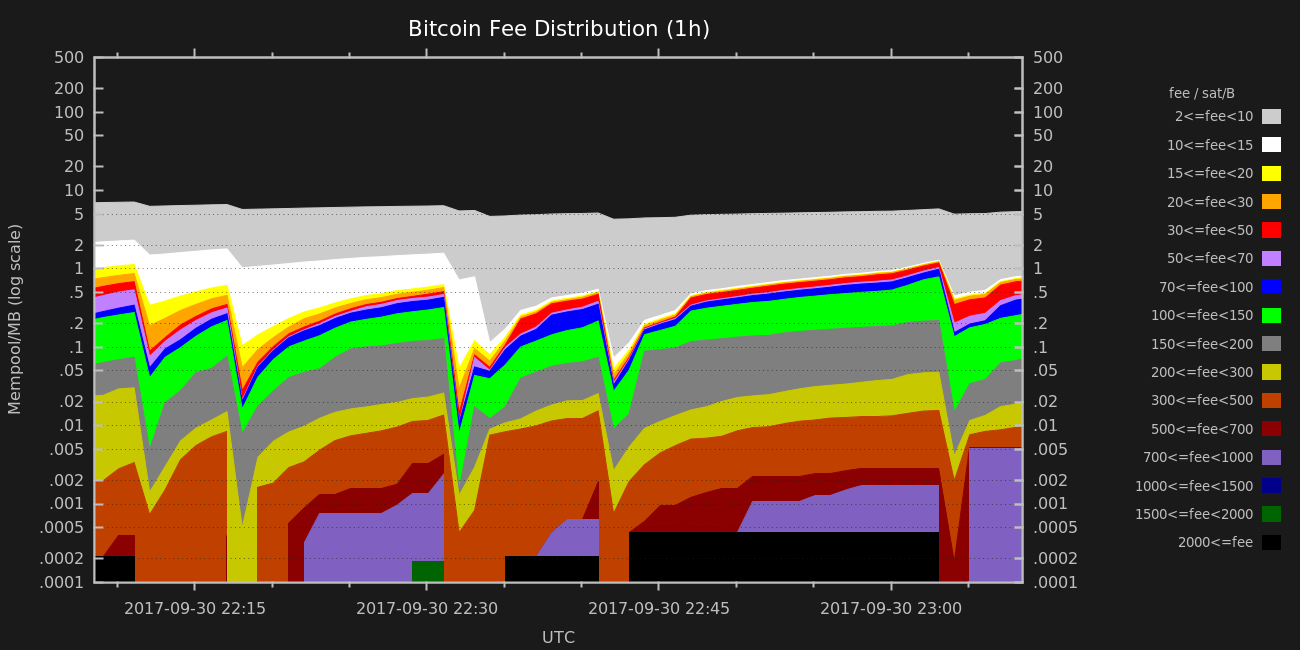 Bitcoin Fee Distribution (1h)
Mempool/MB (log scale)
500
200
100
50
20
10
5
2
1
.5
.2
.1
.05
.02
.01
.005
.002
.001
.0005
.0002
.0001
500
200
100
50
20
10
5
2
1
.5
.2
.1
.05
.02
.01
.005
.002
.001
.0005
.0002
.0001
2017-09-30 22:15
2017-09-30 22:30
2017-09-30 22:45
2017-09-30 23:00
UTC
fee / sat/B
2<=fee<10
10<=fee<15
15<=fee<20
20<=fee<30
30<=fee<50
50<=fee<70
70<=fee<100
100<=fee<150
150<=fee<200
200<=fee<300
300<=fee<500
500<=fee<700
700<=fee<1000
1000<=fee<1500
1500<=fee<2000
2000<=fee